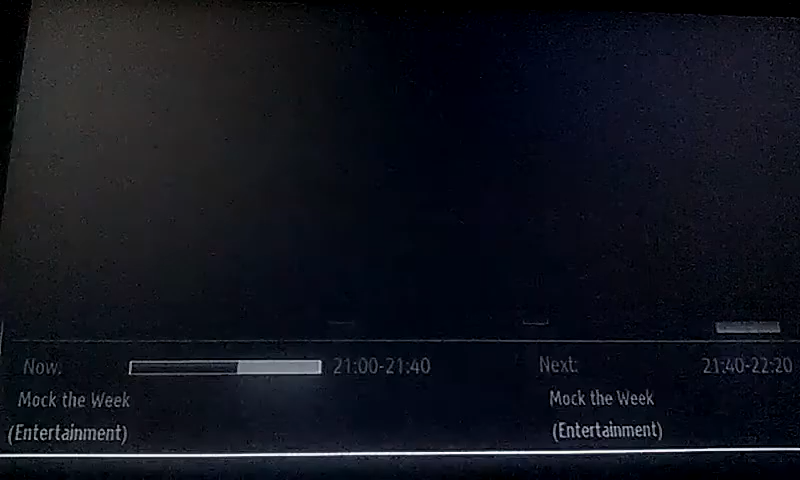 Now: 21:00-21:40 Next: 21:40-22:20
Mock the Week Mock the Week
(Entertainment) (Entertainment)